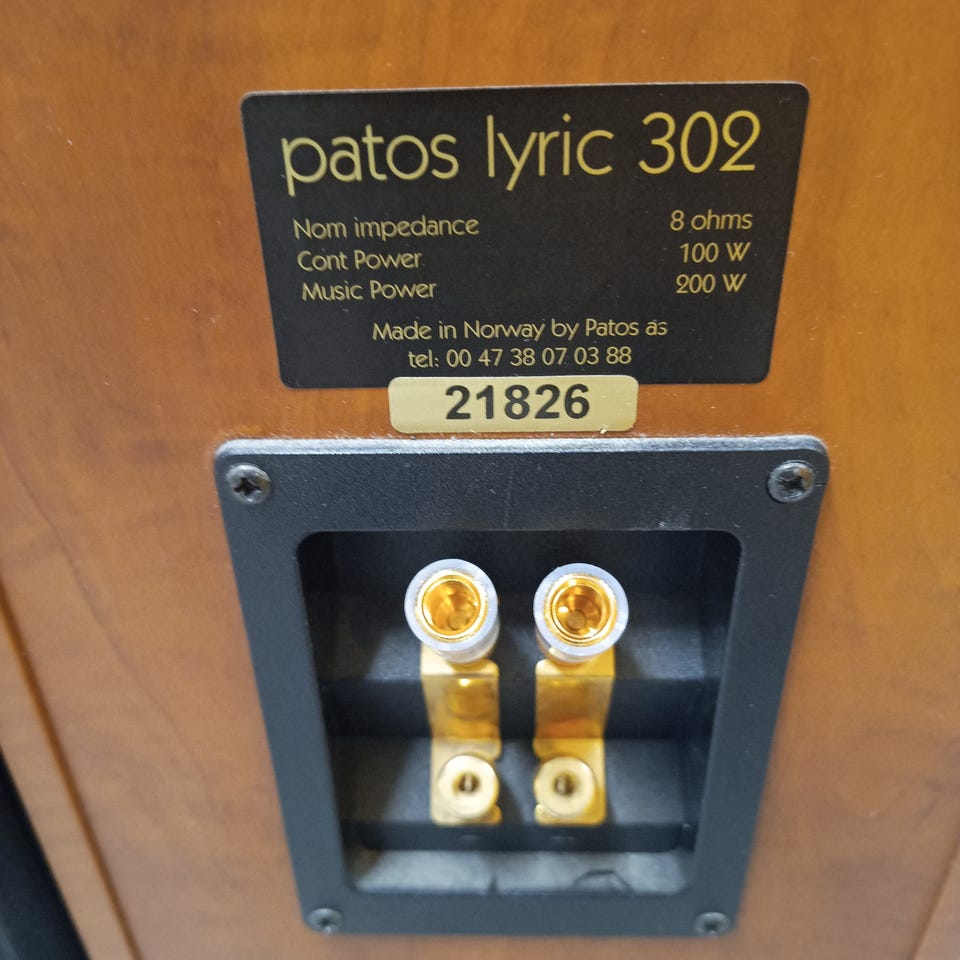 patos lyric 302
Nom impedance 8 ohms
Cont Power 100 W
Music Power 200 W
Made in Norway by Patos as
tel: 00 47 38 07 03 88
21826